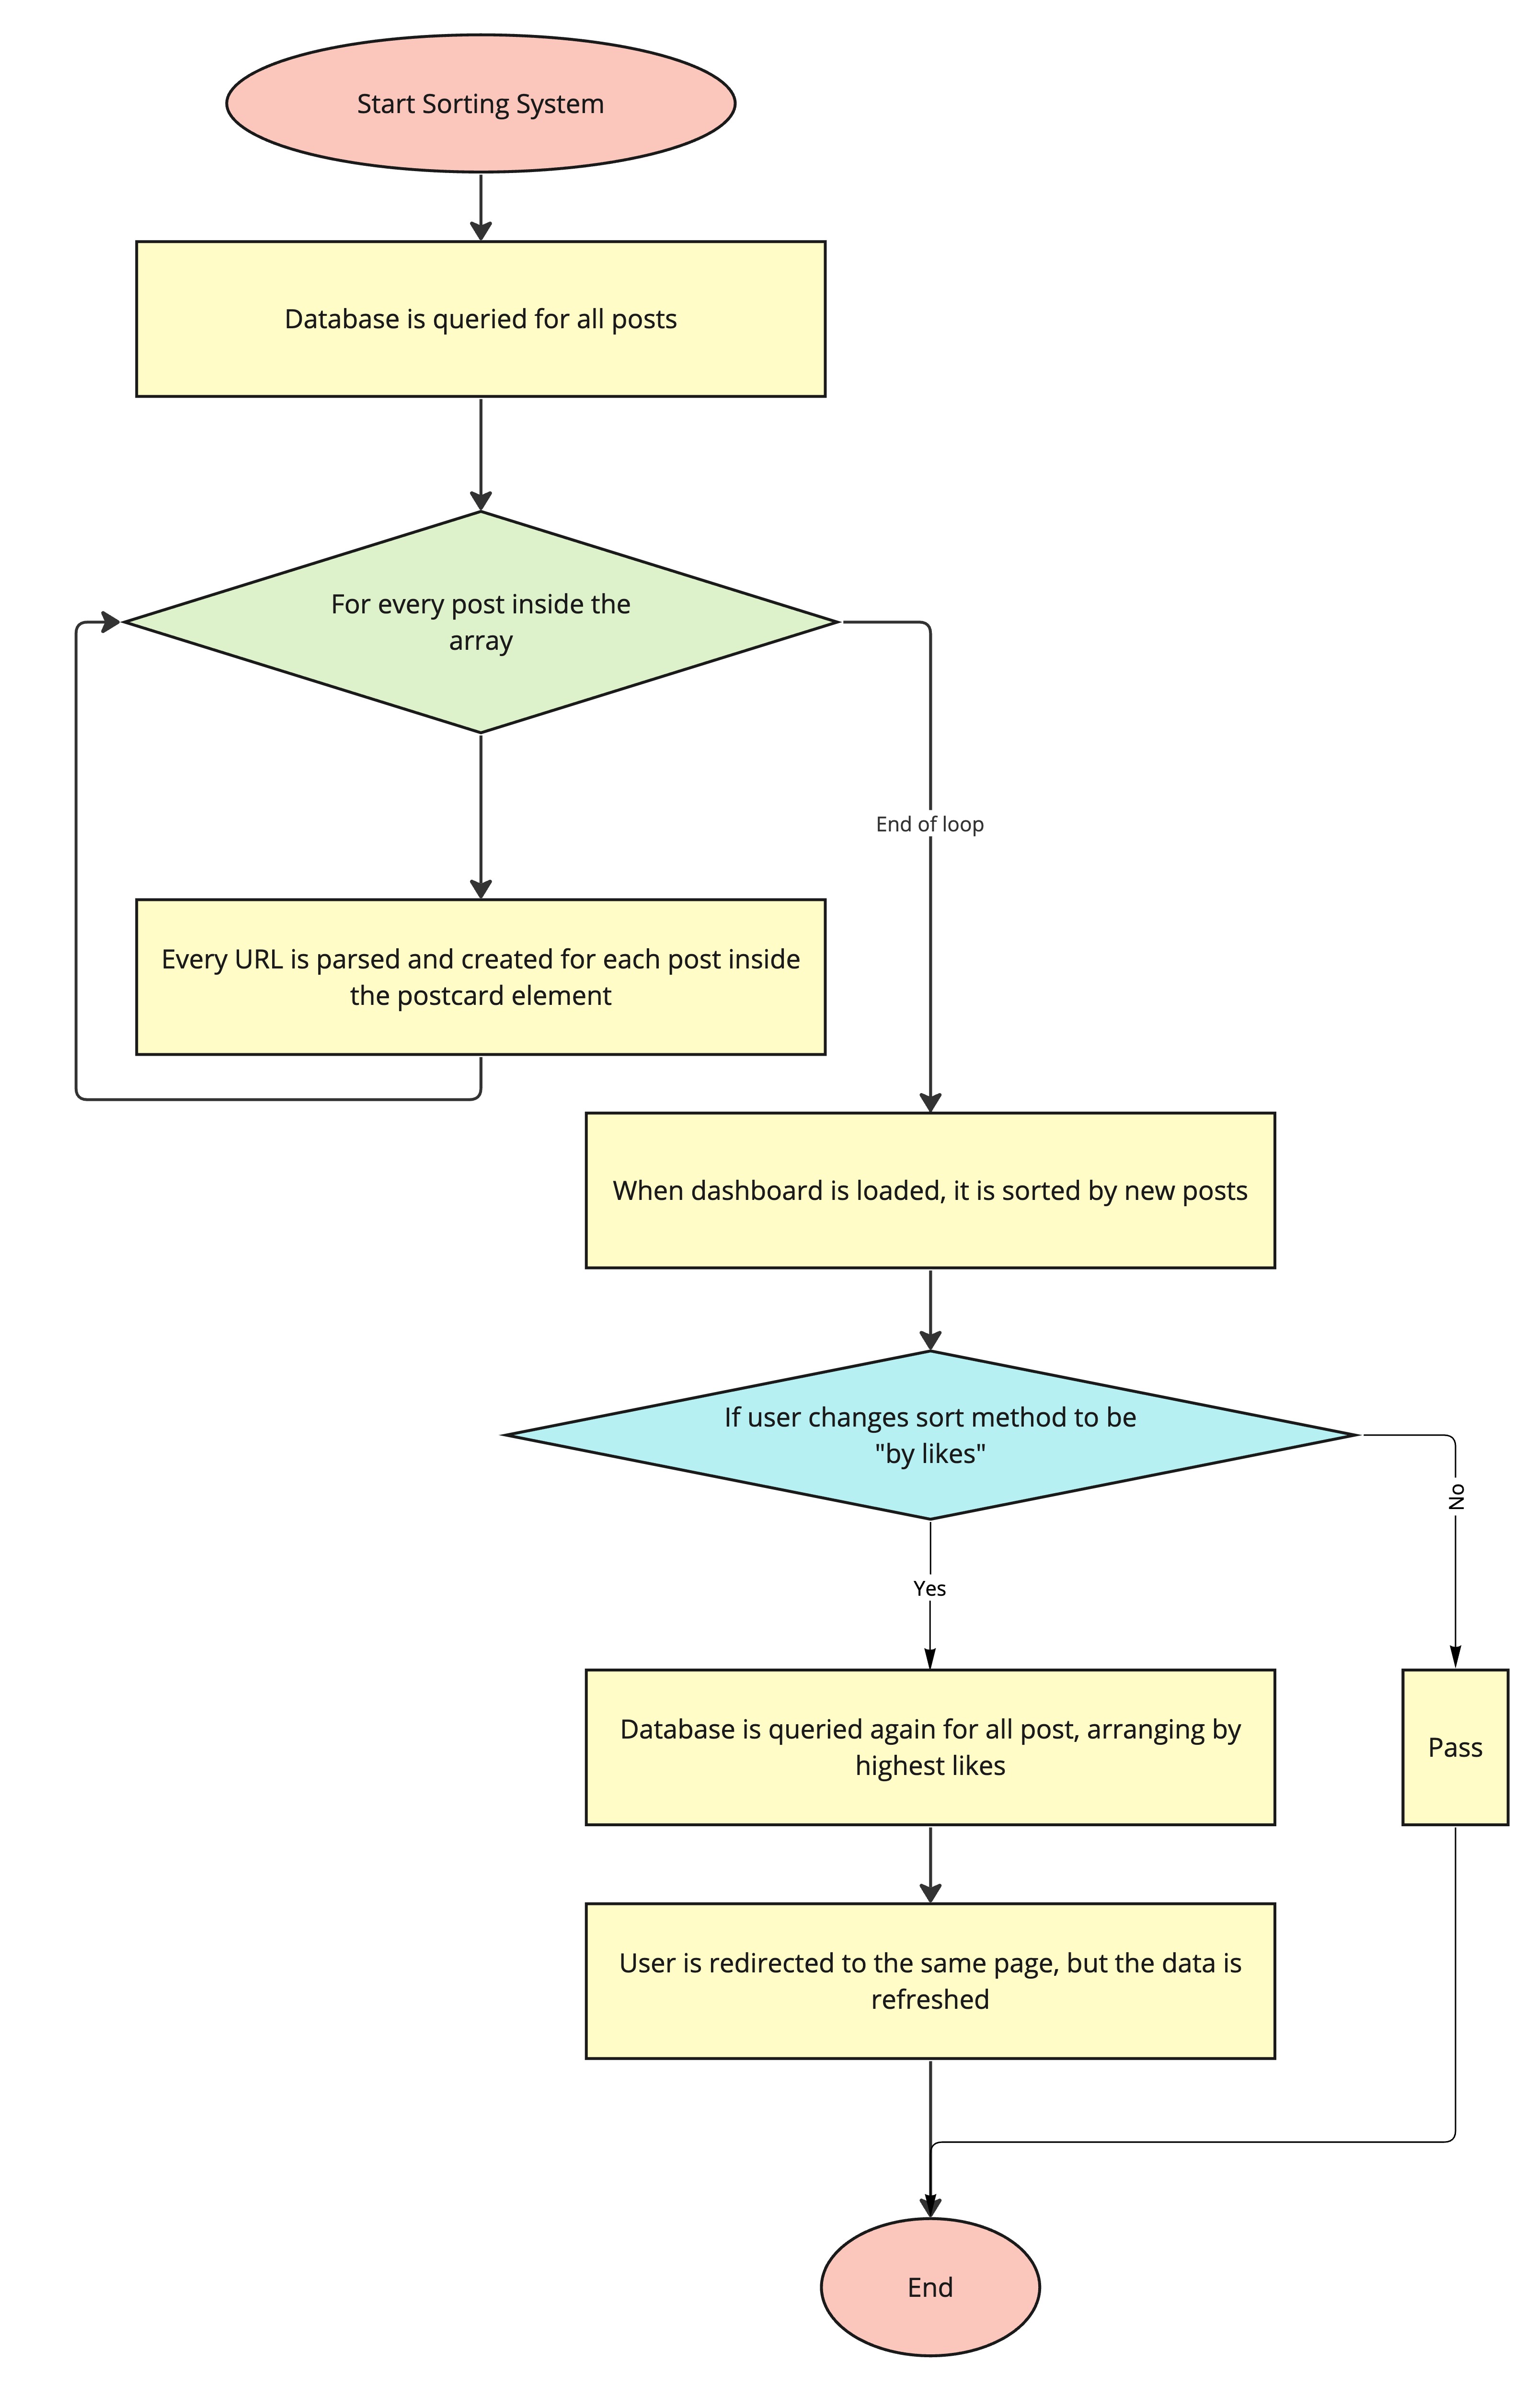 Start Sorting System
Database is queried for all posts
For every post inside the
array
End of loop
Every URL is parsed and created for each post inside
the postcard element
When dashboard is loaded, it is sorted by new posts
If user changes sort method to be
"by likes"
No
Yes
Database is queried again for all post, arranging by
highest likes
Pass
User is redirected to the same page, but the data is
refreshed
End